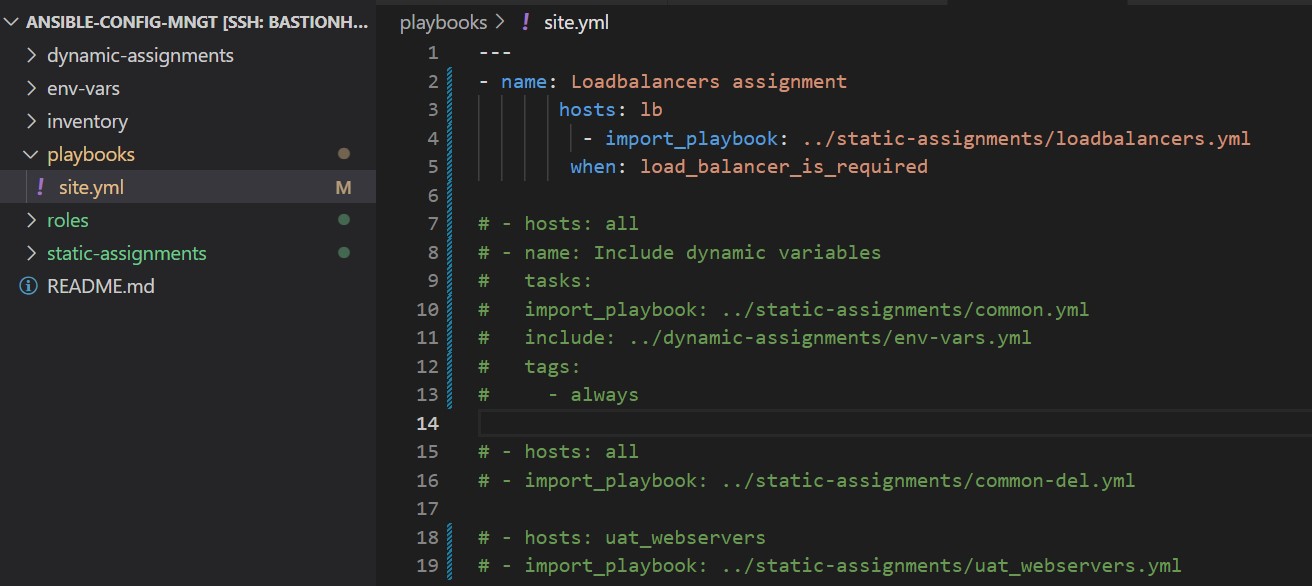 ANSIBLE-CONFIG-MNGT [SSH: BASTIONH...
dynamic-assignments
env-vars
inventory
playbooks
! site.yml M
roles
static-assignments
README.md
playbooks > ! site.yml
1 ---
2 - name: Loadbalancers assignment
3        hosts: lb
4          - import_playbook: ../static-assignments/loadbalancers.yml
5         when: load_balancer_is_required
6
7 # - hosts: all
8 # - name: Include dynamic variables
9 #   tasks:
10 #   import_playbook: ../static-assignments/common.yml
11 #   include: ../dynamic-assignments/env-vars.yml
12 #   tags:
13 #     - always
14
15 # - hosts: all
16 # - import_playbook: ../static-assignments/common-del.yml
17
18 # - hosts: uat_webservers
19 # - import_playbook: ../static-assignments/uat_webservers.yml